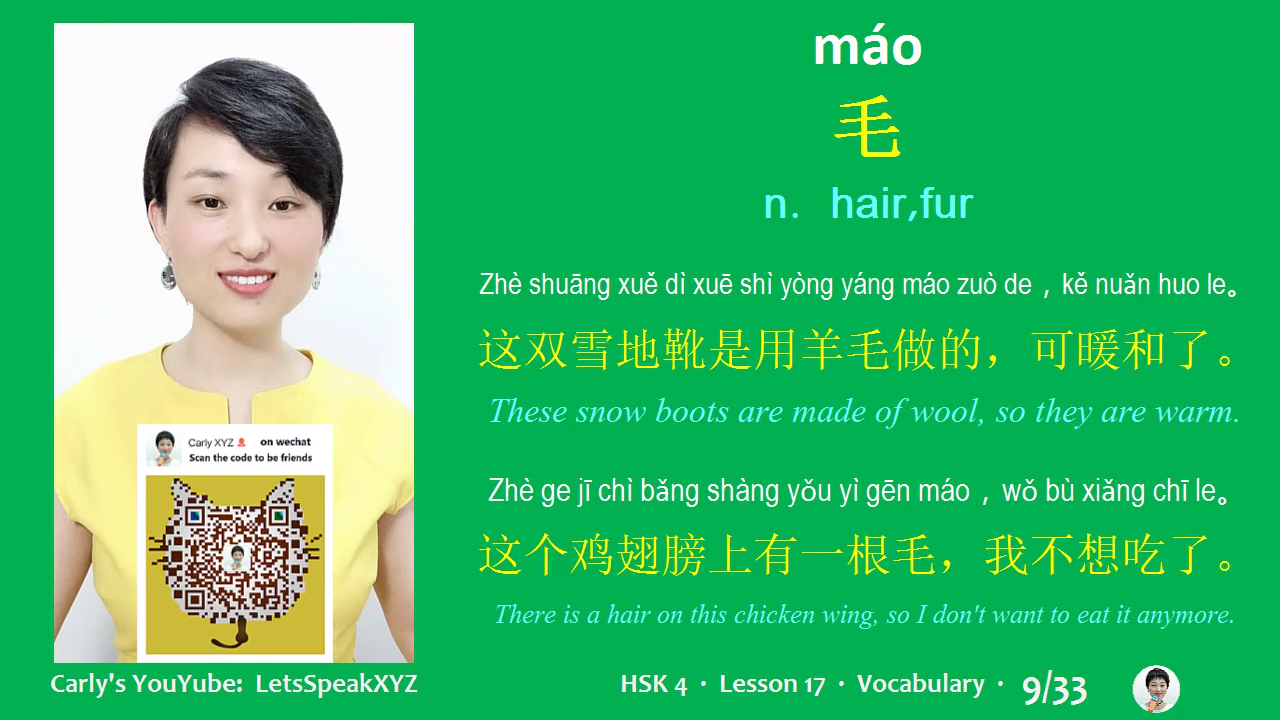 máo
毛
n. hair,fur
Zhè shuāng xuě dì xuē shì yòng yáng máo zuò de，kě nuǎn huo le。
这双雪地靴是用羊毛做的，可暖和了。
These snow boots are made of wool, so they are warm.
Zhè ge jī chì bǎng shàng yǒu yì gēn máo，wǒ bù xiǎng chī le。
这个鸡翅膀上有一根毛，我不想吃了。
There is a hair on this chicken wing, so I don't want to eat it anymore.
Carly XYZ on wechat
Scan the code to be friends
Carly's YouYube: LetsSpeakXYZ
HSK 4 · Lesson 17 · Vocabulary · 9/33